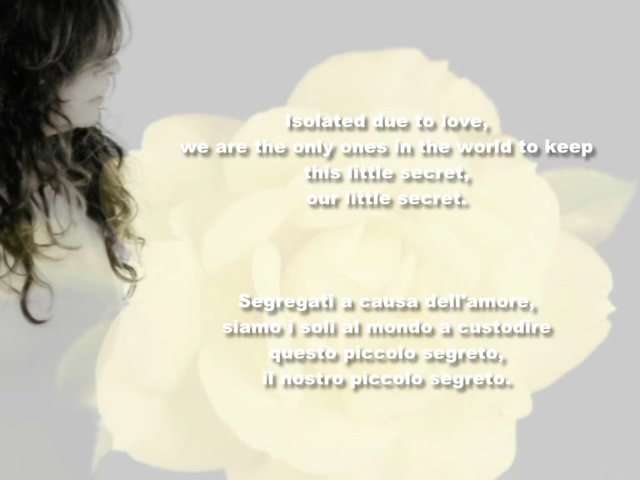 Isolated due to love,
we are the only ones in the world to keep
this little secret,
our little secret.
Segregati a causa dell'amore,
siamo i soli al mondo a custodire
questo piccolo segreto,
il nostro piccolo segreto.